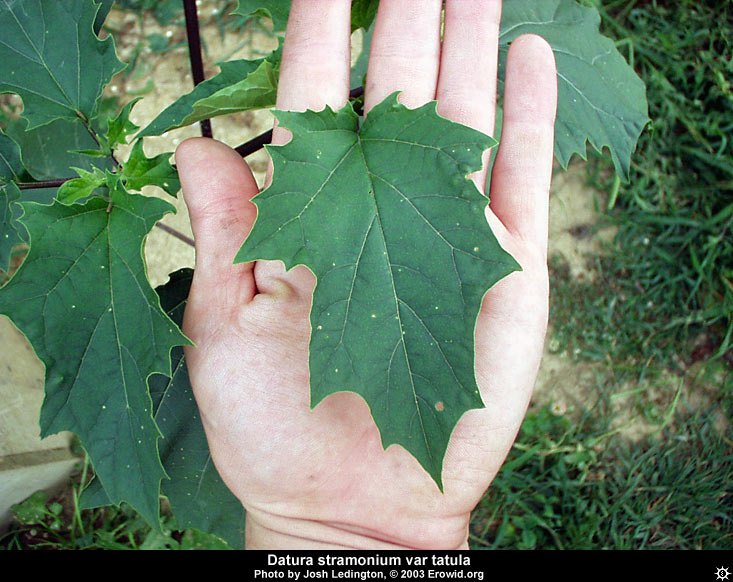 Datura stramonium var tatula
Photo by Josh Ledington, © 2003 Erowid.org